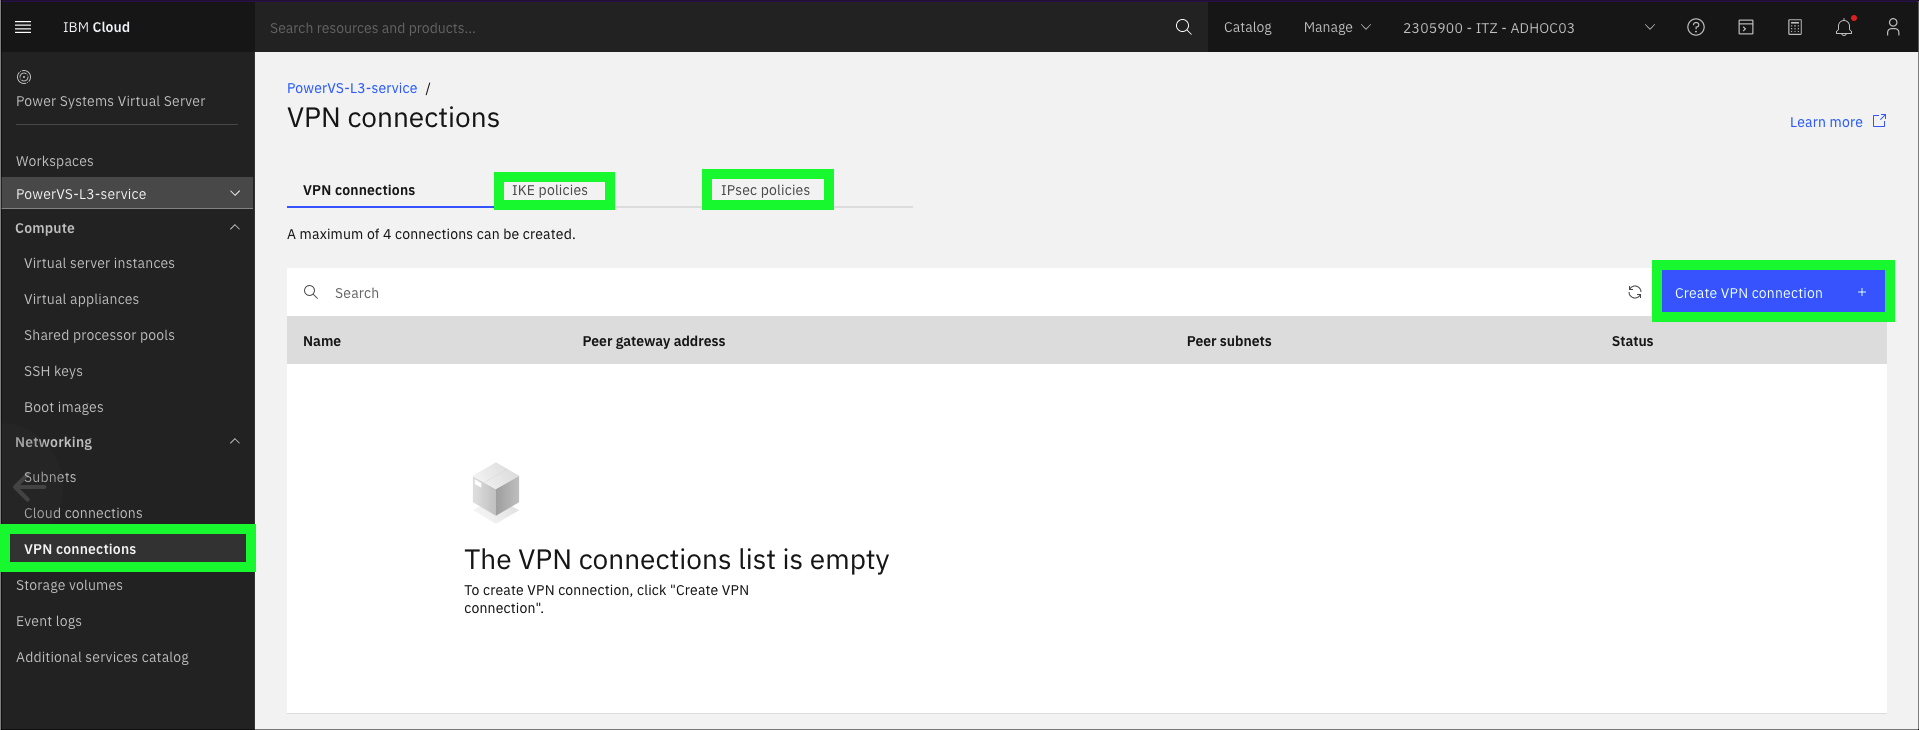 IBM Cloud
Search resources and products...
Catalog
Manage
2305900 - ITZ - ADHOC03
Power Systems Virtual Server
Workspaces
PowerVS-L3-service
Compute
Virtual server instances
Virtual appliances
Shared processor pools
SSH keys
Boot images
Networking
Subnets
Cloud connections
VPN connections
Storage volumes
Event logs
Additional services catalog
PowerVS-L3-service /
VPN connections
Learn more
VPN connections
IKE policies
IPsec policies
A maximum of 4 connections can be created.
Search
Create VPN connection +
Name
Peer gateway address
Peer subnets
Status
The VPN connections list is empty
To create VPN connection, click "Create VPN
connection".